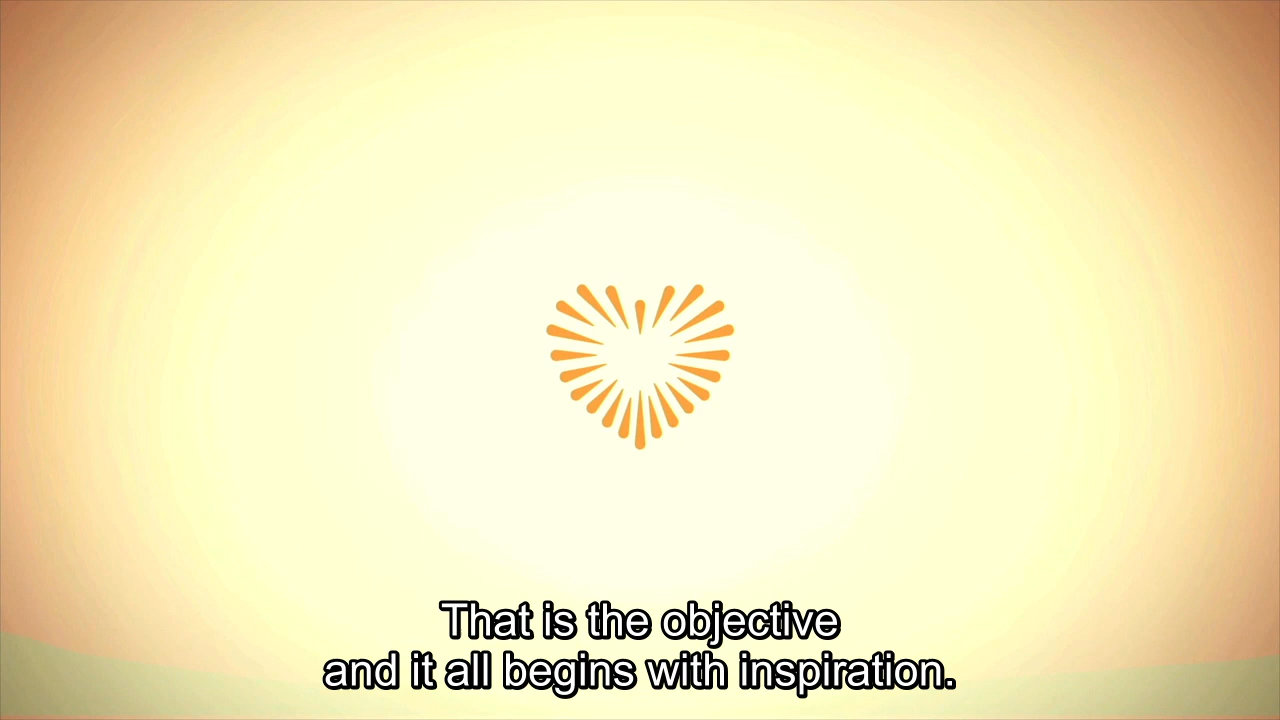 That is the objective
and it all begins with inspiration.